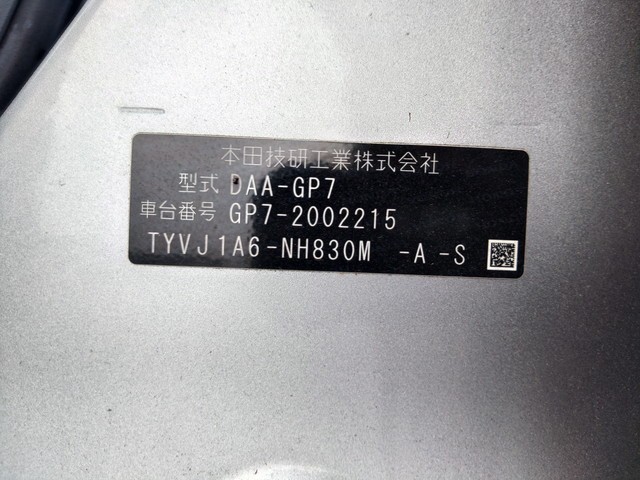 本田技研工業株式会社
型式 DAA-GP7
車台番号 GP7-2002215
TYVJ1A6-NH830M -A -S